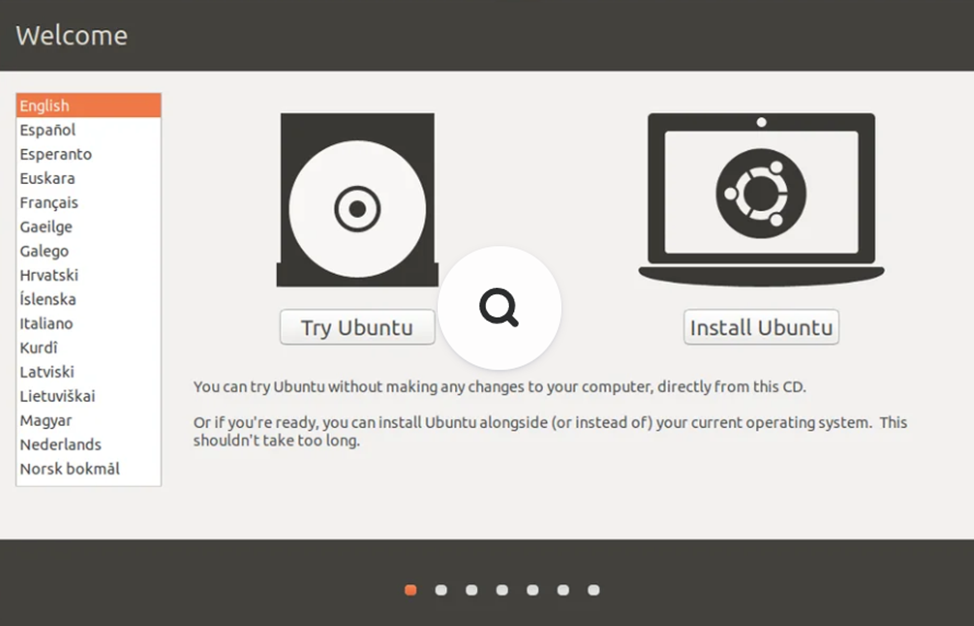 Welcome
English
Español
Esperanto
Euskara
Français
Gaeilge
Galego
Hrvatski
Íslenska
Italiano
Kurdî
Latviski
Lietuviškai
Magyar
Nederlands
Norsk bokmål
Try Ubuntu
Install Ubuntu
You can try Ubuntu without making any changes to your computer, directly from this CD.
Or if you're ready, you can install Ubuntu alongside (or instead of) your current operating system. This
shouldn't take too long.